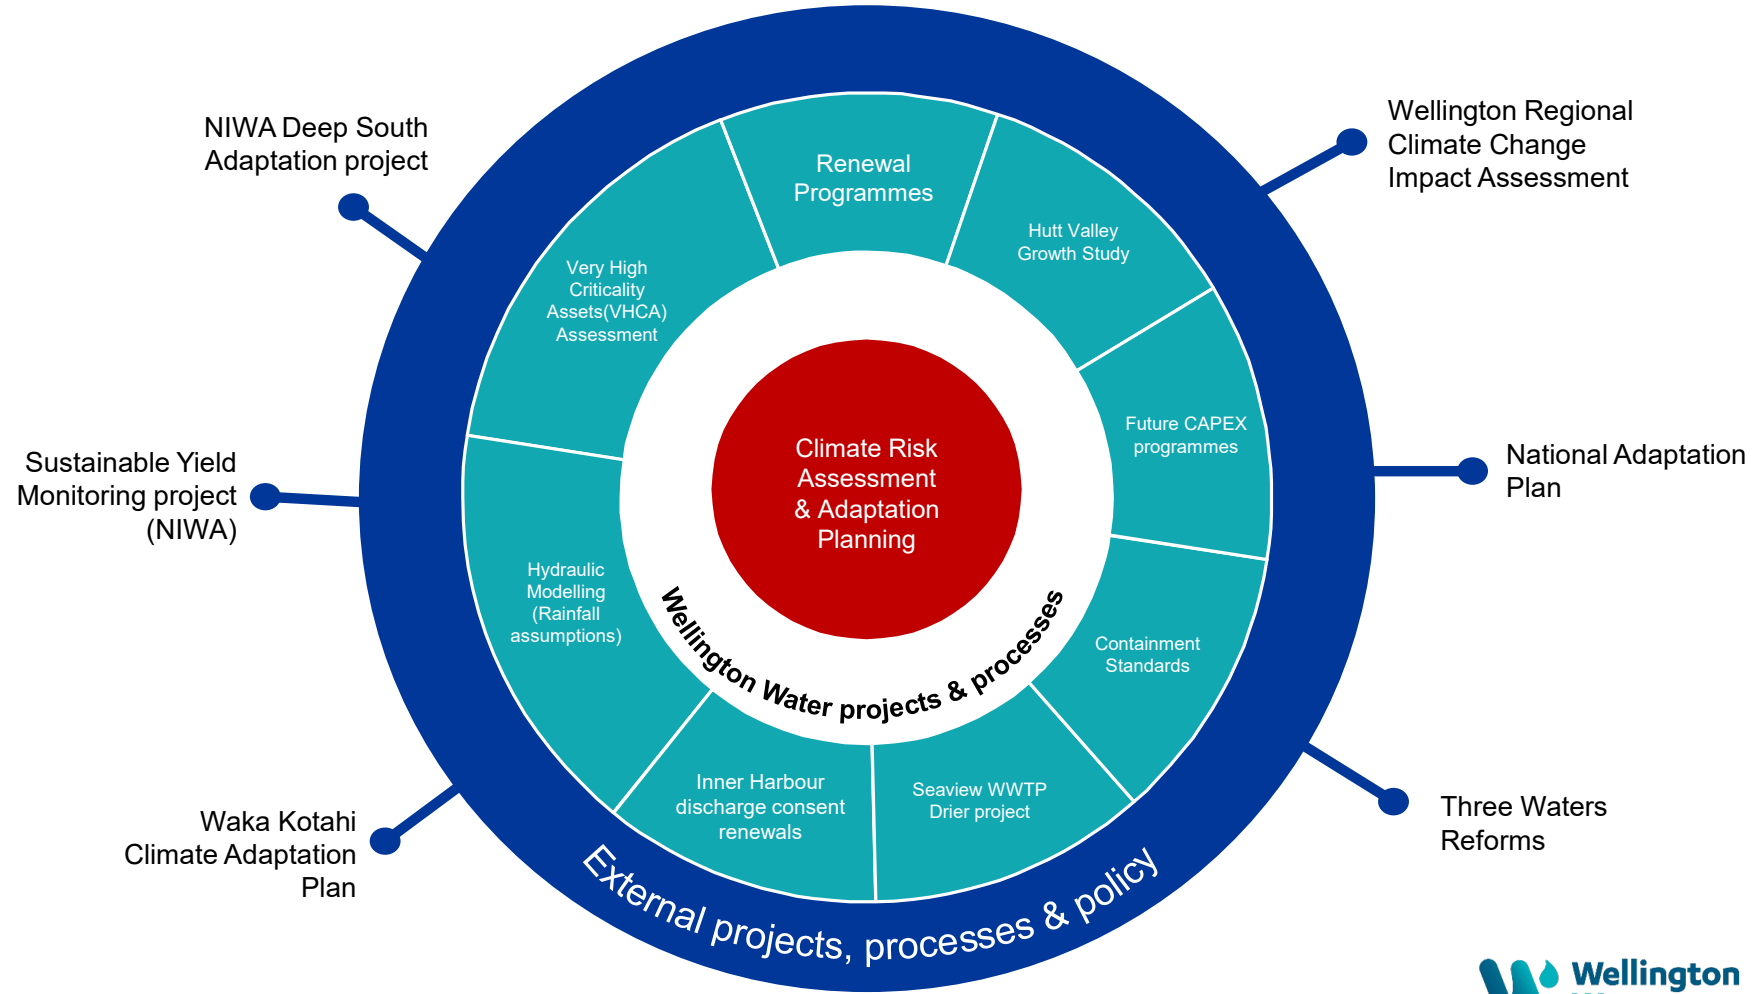 NIWA Deep South
Adaptation project
Wellington Regional
Climate Change
Impact Assessment
Renewal
Programmes
Hutt Valley
Growth Study
Very High
Criticality
Assets(VHCA)
Assessment
Future CAPEX
programmes
Climate Risk
Assessment
& Adaptation
Planning
National Adaptation
Plan
Sustainable Yield
Monitoring project
(NIWA)
Hydraulic
Modelling
(Rainfall
assumptions)
Containment
Standards
Wellington Water projects & processes
Inner Harbour
discharge consent
renewals
Seaview WWTP
Drier project
Waka Kotahi
Climate Adaptation
Plan
Three Waters
Reforms
External projects, processes & policy
Wellington